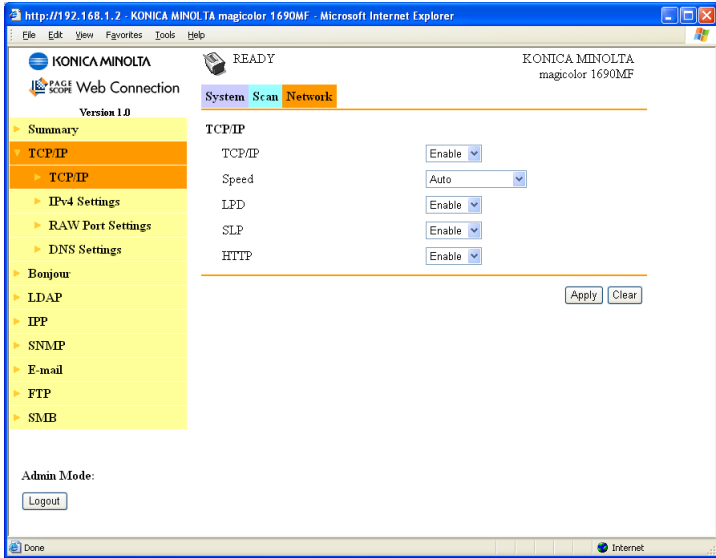 http://192.168.1.2 - KONICA MINOLTA magicolor 1690MF - Microsoft Internet Explorer
File Edit View Favorites Tools Help
KONICA MINOLTA
PAGE SCOPE Web Connection
Version 1.0
READY
KONICA MINOLTA
magicolor 1690MF
System Scan Network
Summary
TCP/IP
TCP/IP
IPv4 Settings
RAW Port Settings
DNS Settings
Bonjour
LDAP
IPP
SNMP
E-mail
FTP
SMB
Admin Mode:
Logout
TCP/IP
TCP/IP Enable
Speed Auto
LPD Enable
SLP Enable
HTTP Enable
Apply Clear
Done Internet